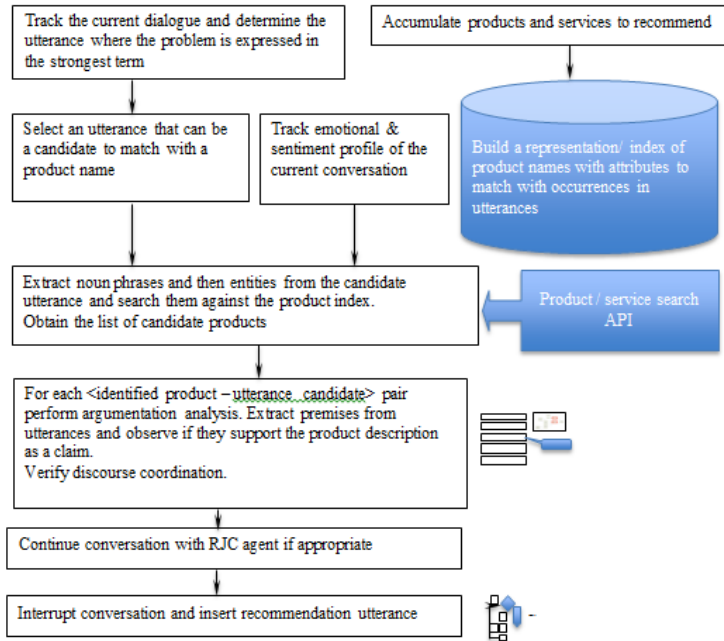 Track the current dialogue and determine the
utterance where the problem is expressed in
the strongest term
Accumulate products and services to recommend
Select an utterance that can be
a candidate to match with a
product name
Track emotional &
sentiment profile of the
current conversation
Build a representation/ index of
product names with attributes to
match with occurrences in
utterances
Extract noun phrases and then entities from the candidate
utterance and search them against the product index.
Obtain the list of candidate products
Product / service search
API
For each <identified product – utterance candidate> pair
perform argumentation analysis. Extract premises from
utterances and observe if they support the product description
as a claim.
Verify discourse coordination.
Continue conversation with RJC agent if appropriate
Interrupt conversation and insert recommendation utterance